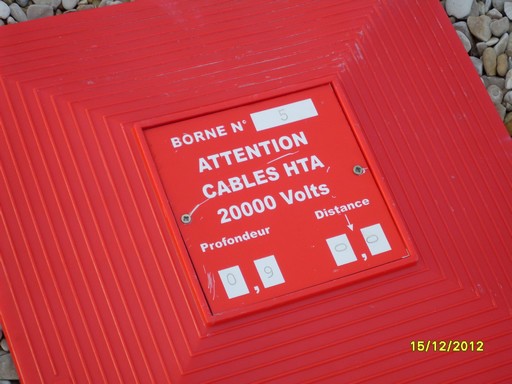 BORNE N° 5
ATTENTION
CABLES HTA
20000 Volts
Profondeur Distance
0,9 0,0
15/12/2012